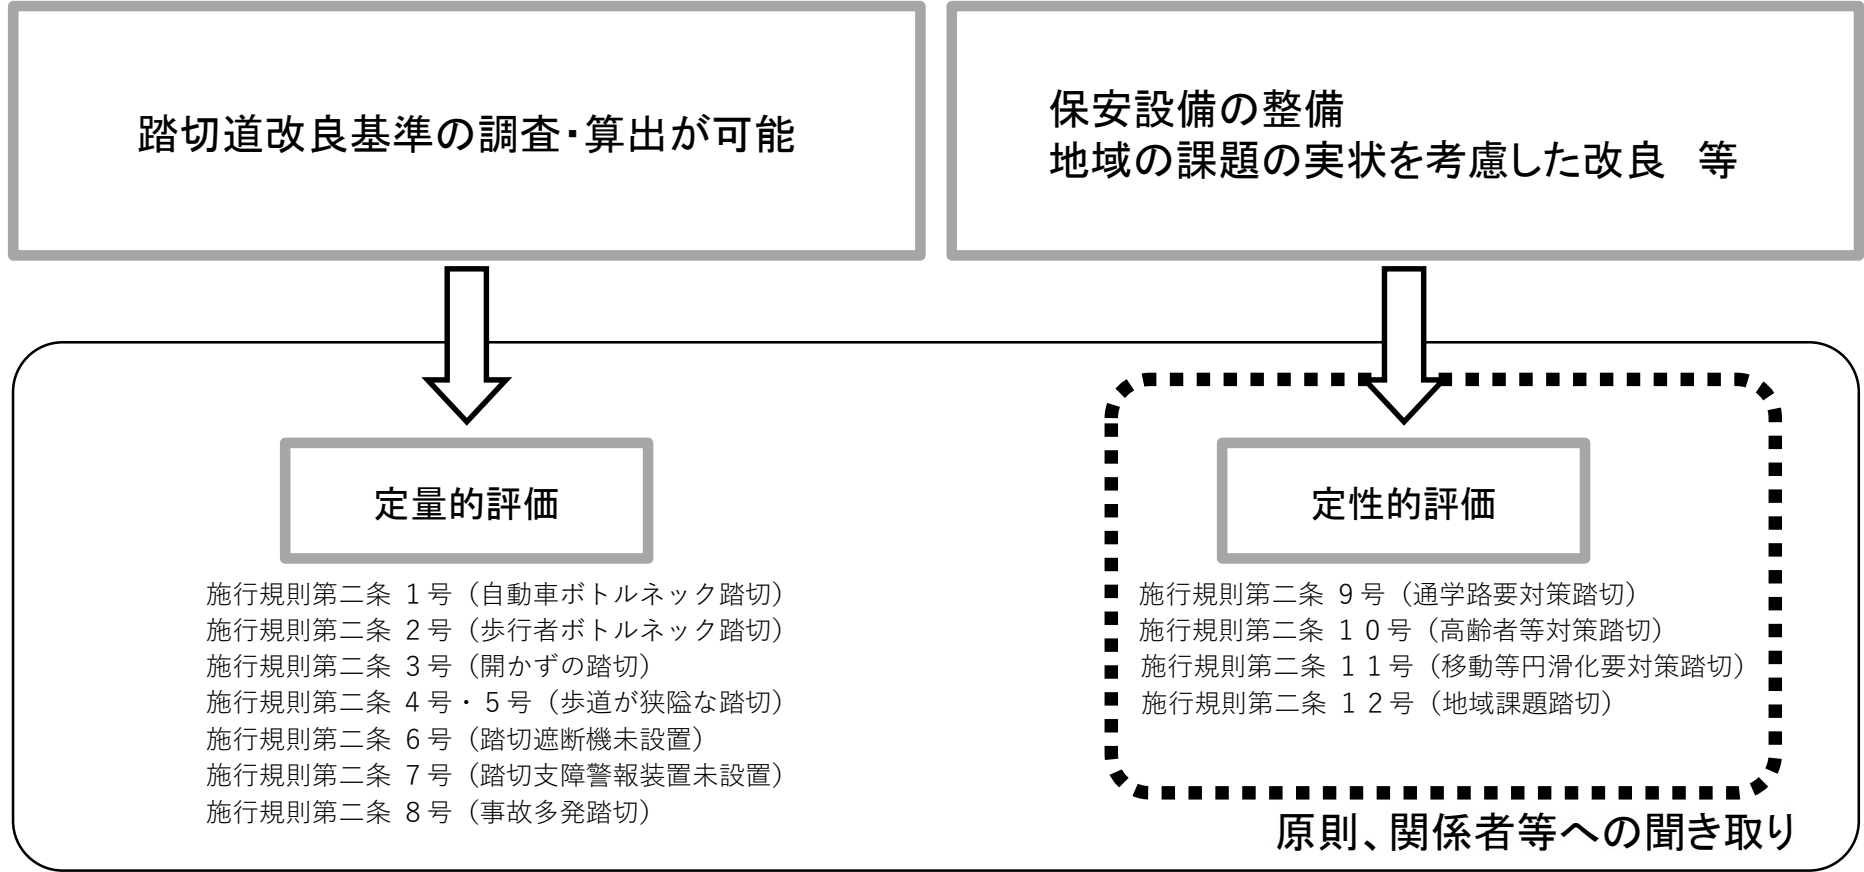 踏切道改良基準の調査・算出が可能
保安設備の整備
地域の課題の実状を考慮した改良　等
定量的評価
施行規則第二条 １号（自動車ボトルネック踏切）
施行規則第二条 ２号（歩行者ボトルネック踏切）
施行規則第二条 ３号（開かずの踏切）
施行規則第二条 ４号・５号（歩道が狭隘な踏切）
施行規則第二条 ６号（踏切遮断機未設置）
施行規則第二条 ７号（踏切支障警報装置未設置）
施行規則第二条 ８号（事故多発踏切）
定性的評価
施行規則第二条 ９号（通学路要対策踏切）
施行規則第二条 １０号（高齢者等対策踏切）
施行規則第二条 １１号（移動等円滑化要対策踏切）
施行規則第二条 １２号（地域課題踏切）
原則、関係者等への聞き取り